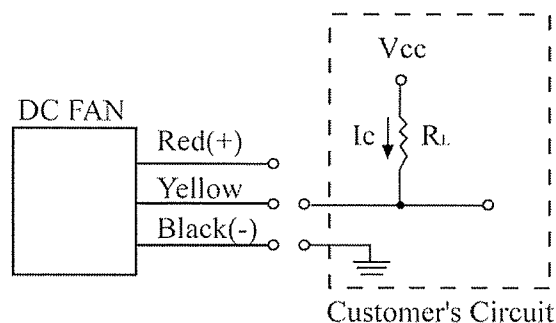 Vcc
DC FAN
Red(+)
Ic
RL
Yellow
Black(-)
Customer's Circuit